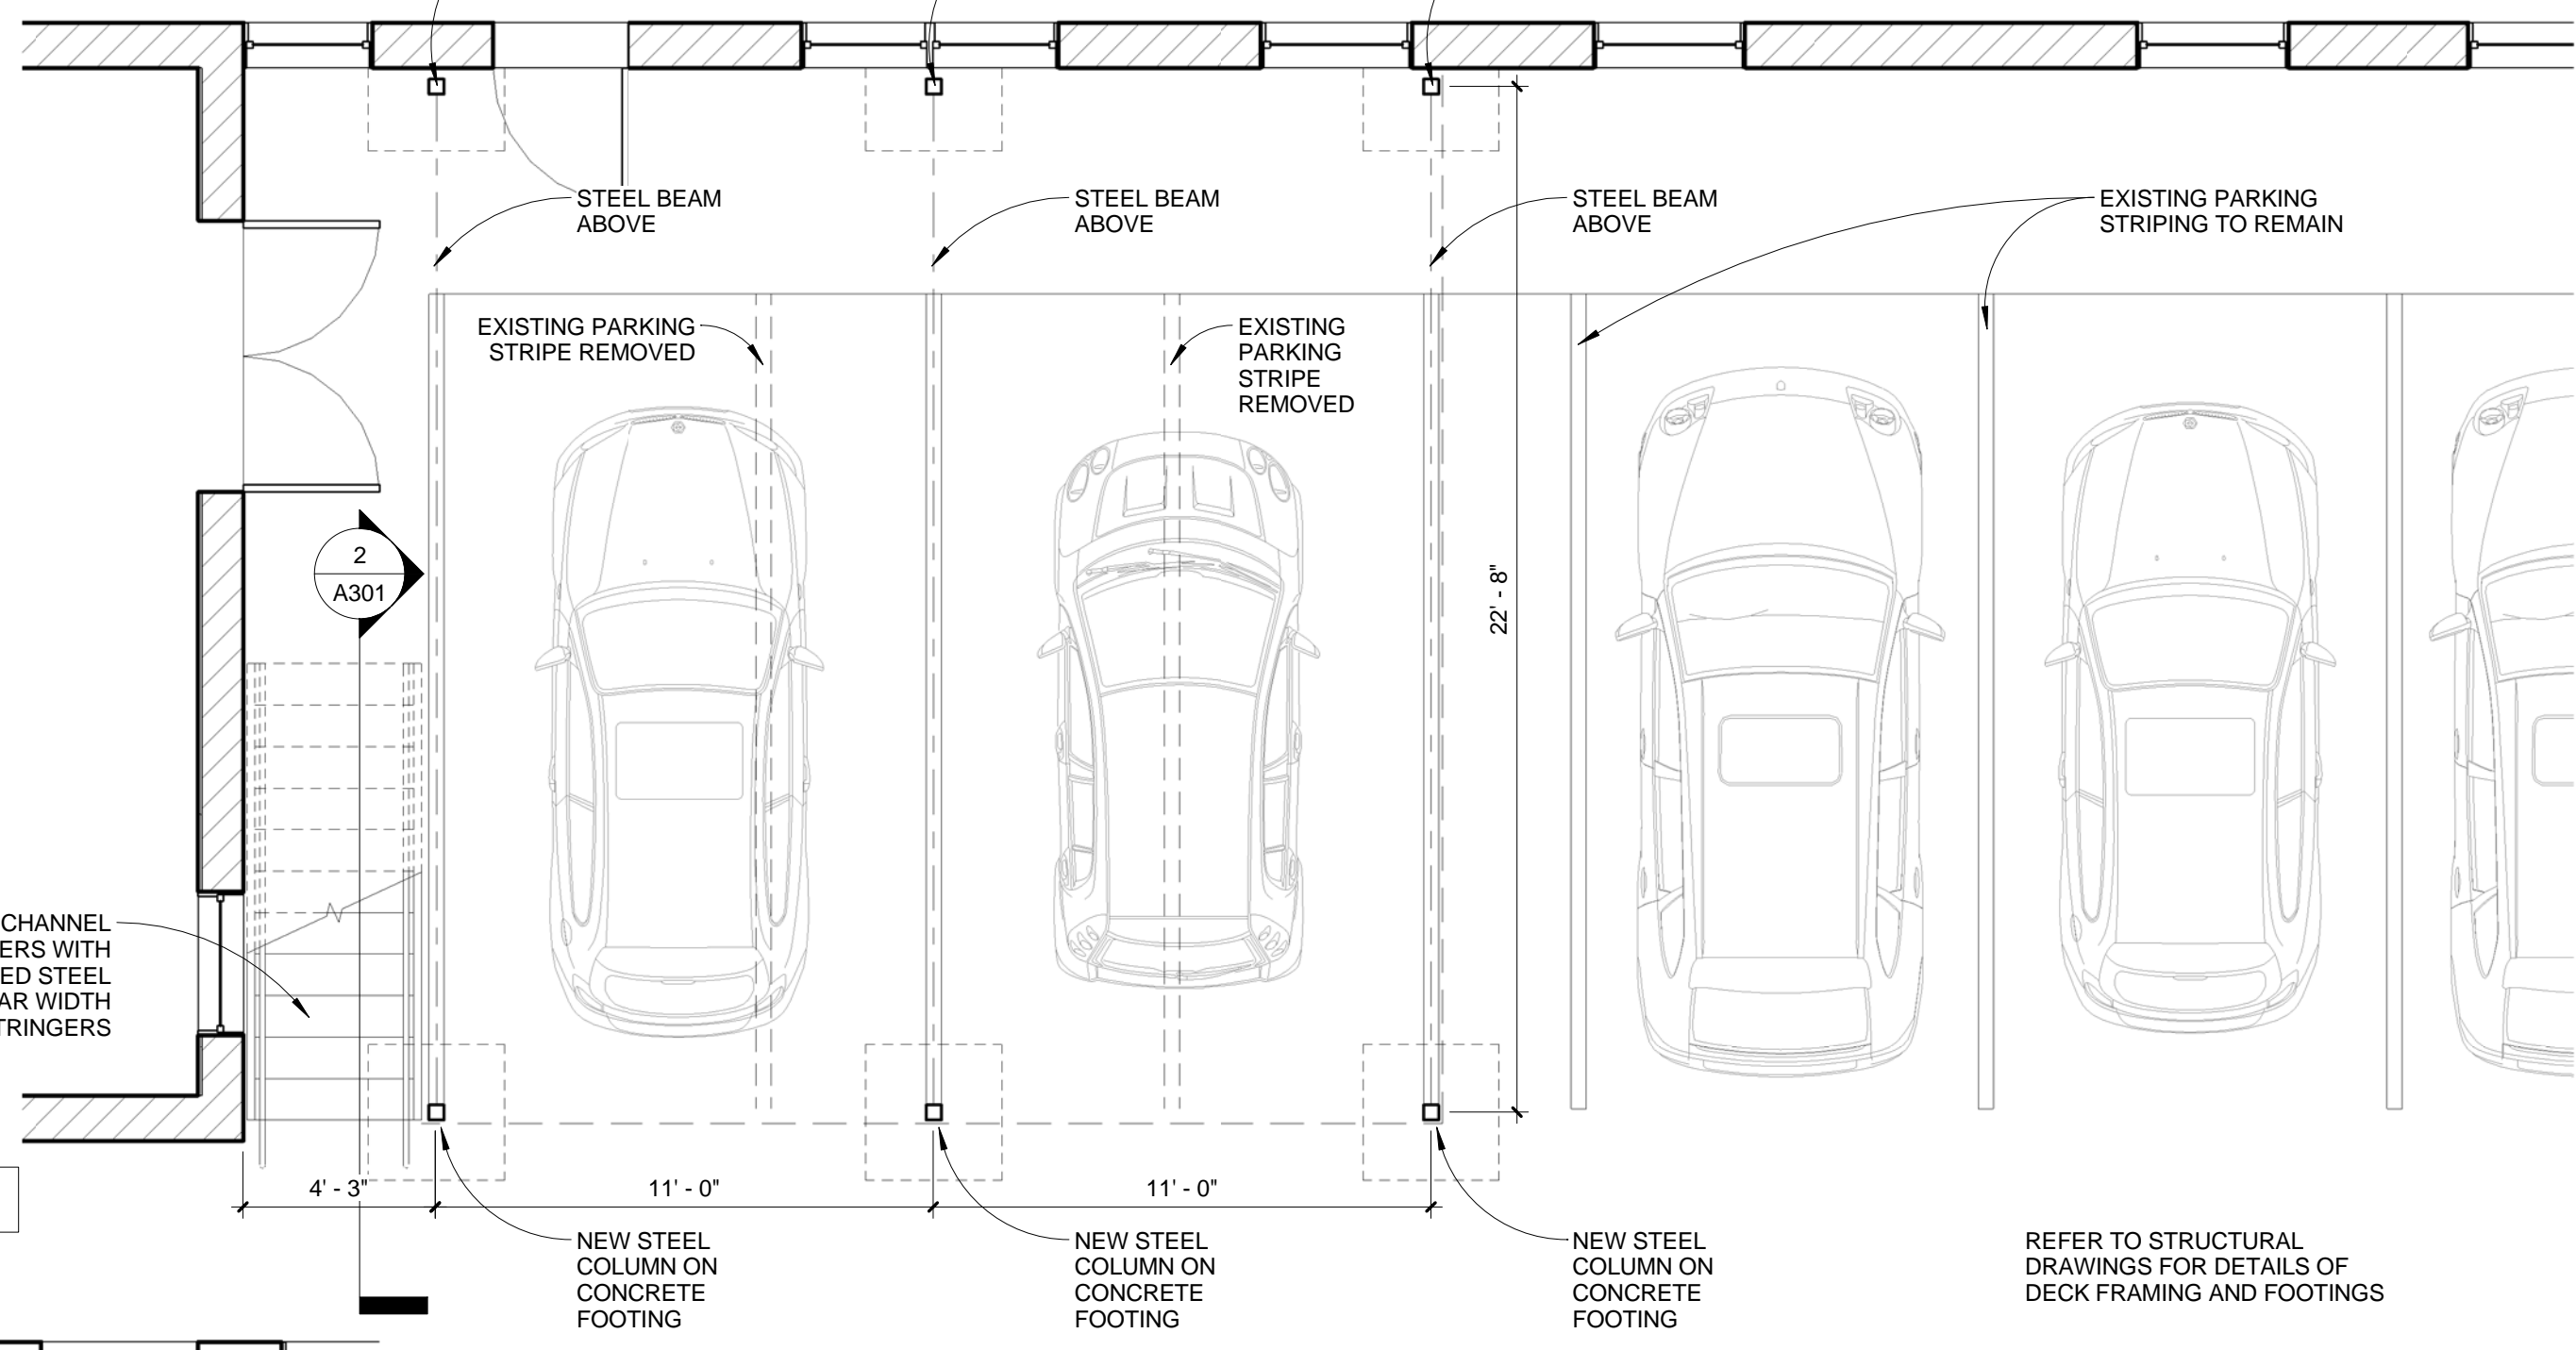 STEEL BEAM
ABOVE
STEEL BEAM
ABOVE
STEEL BEAM
ABOVE
EXISTING PARKING
STRIPING TO REMAIN
EXISTING PARKING
STRIPE REMOVED
EXISTING
PARKING
STRIPE
REMOVED
2
A301
22' - 8"
CHANNEL
ERS WITH
ED STEEL
AR WIDTH
TRINGERS
4' - 3"
11' - 0"
11' - 0"
NEW STEEL
COLUMN ON
CONCRETE
FOOTING
NEW STEEL
COLUMN ON
CONCRETE
FOOTING
NEW STEEL
COLUMN ON
CONCRETE
FOOTING
REFER TO STRUCTURAL
DRAWINGS FOR DETAILS OF
DECK FRAMING AND FOOTINGS